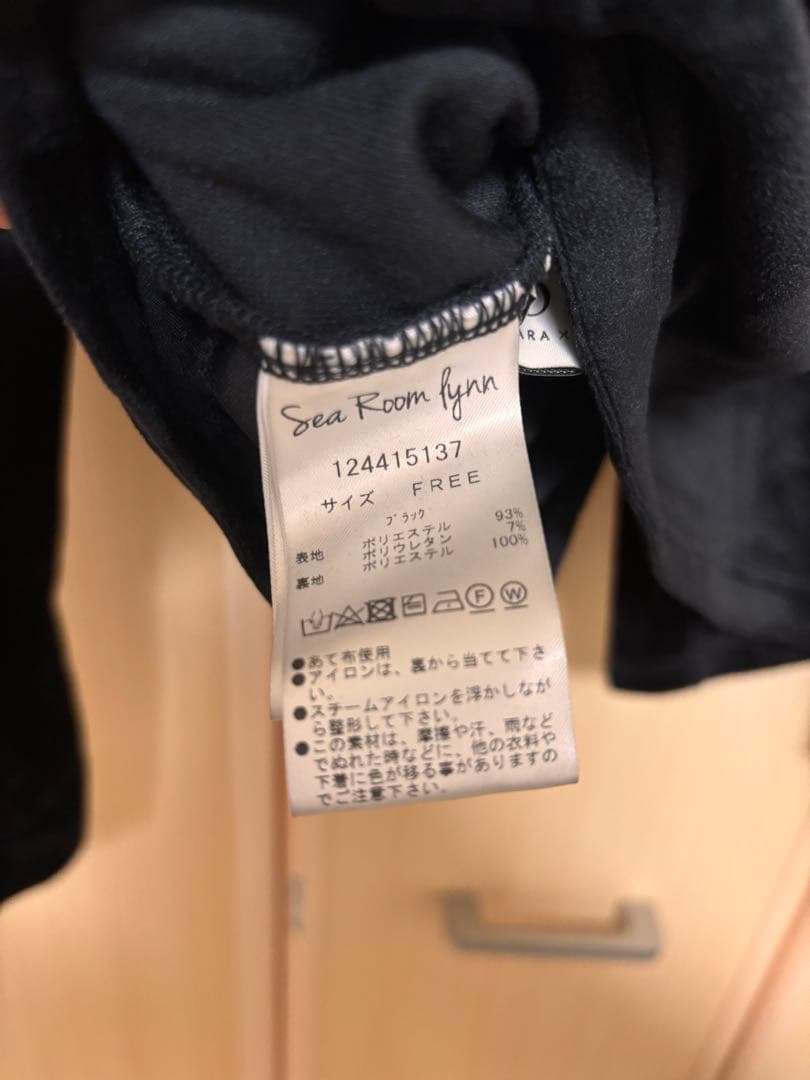 Sea Room lynn
124415137
サイズ FREE
ブラック
表地 ポリエステル 93%
ポリウレタン 7%
裏地 ポリエステル 100%
F W
●あて布使用
●アイロンは、裏から当てて下さ
い。
●スチームアイロンを浮かしなが
ら整形して下さい。
●この素材は、摩擦や汗、雨など
でぬれた時などに、他の衣料や
下着に色が移る事がありますの
でご注意下さい。
ARA ×